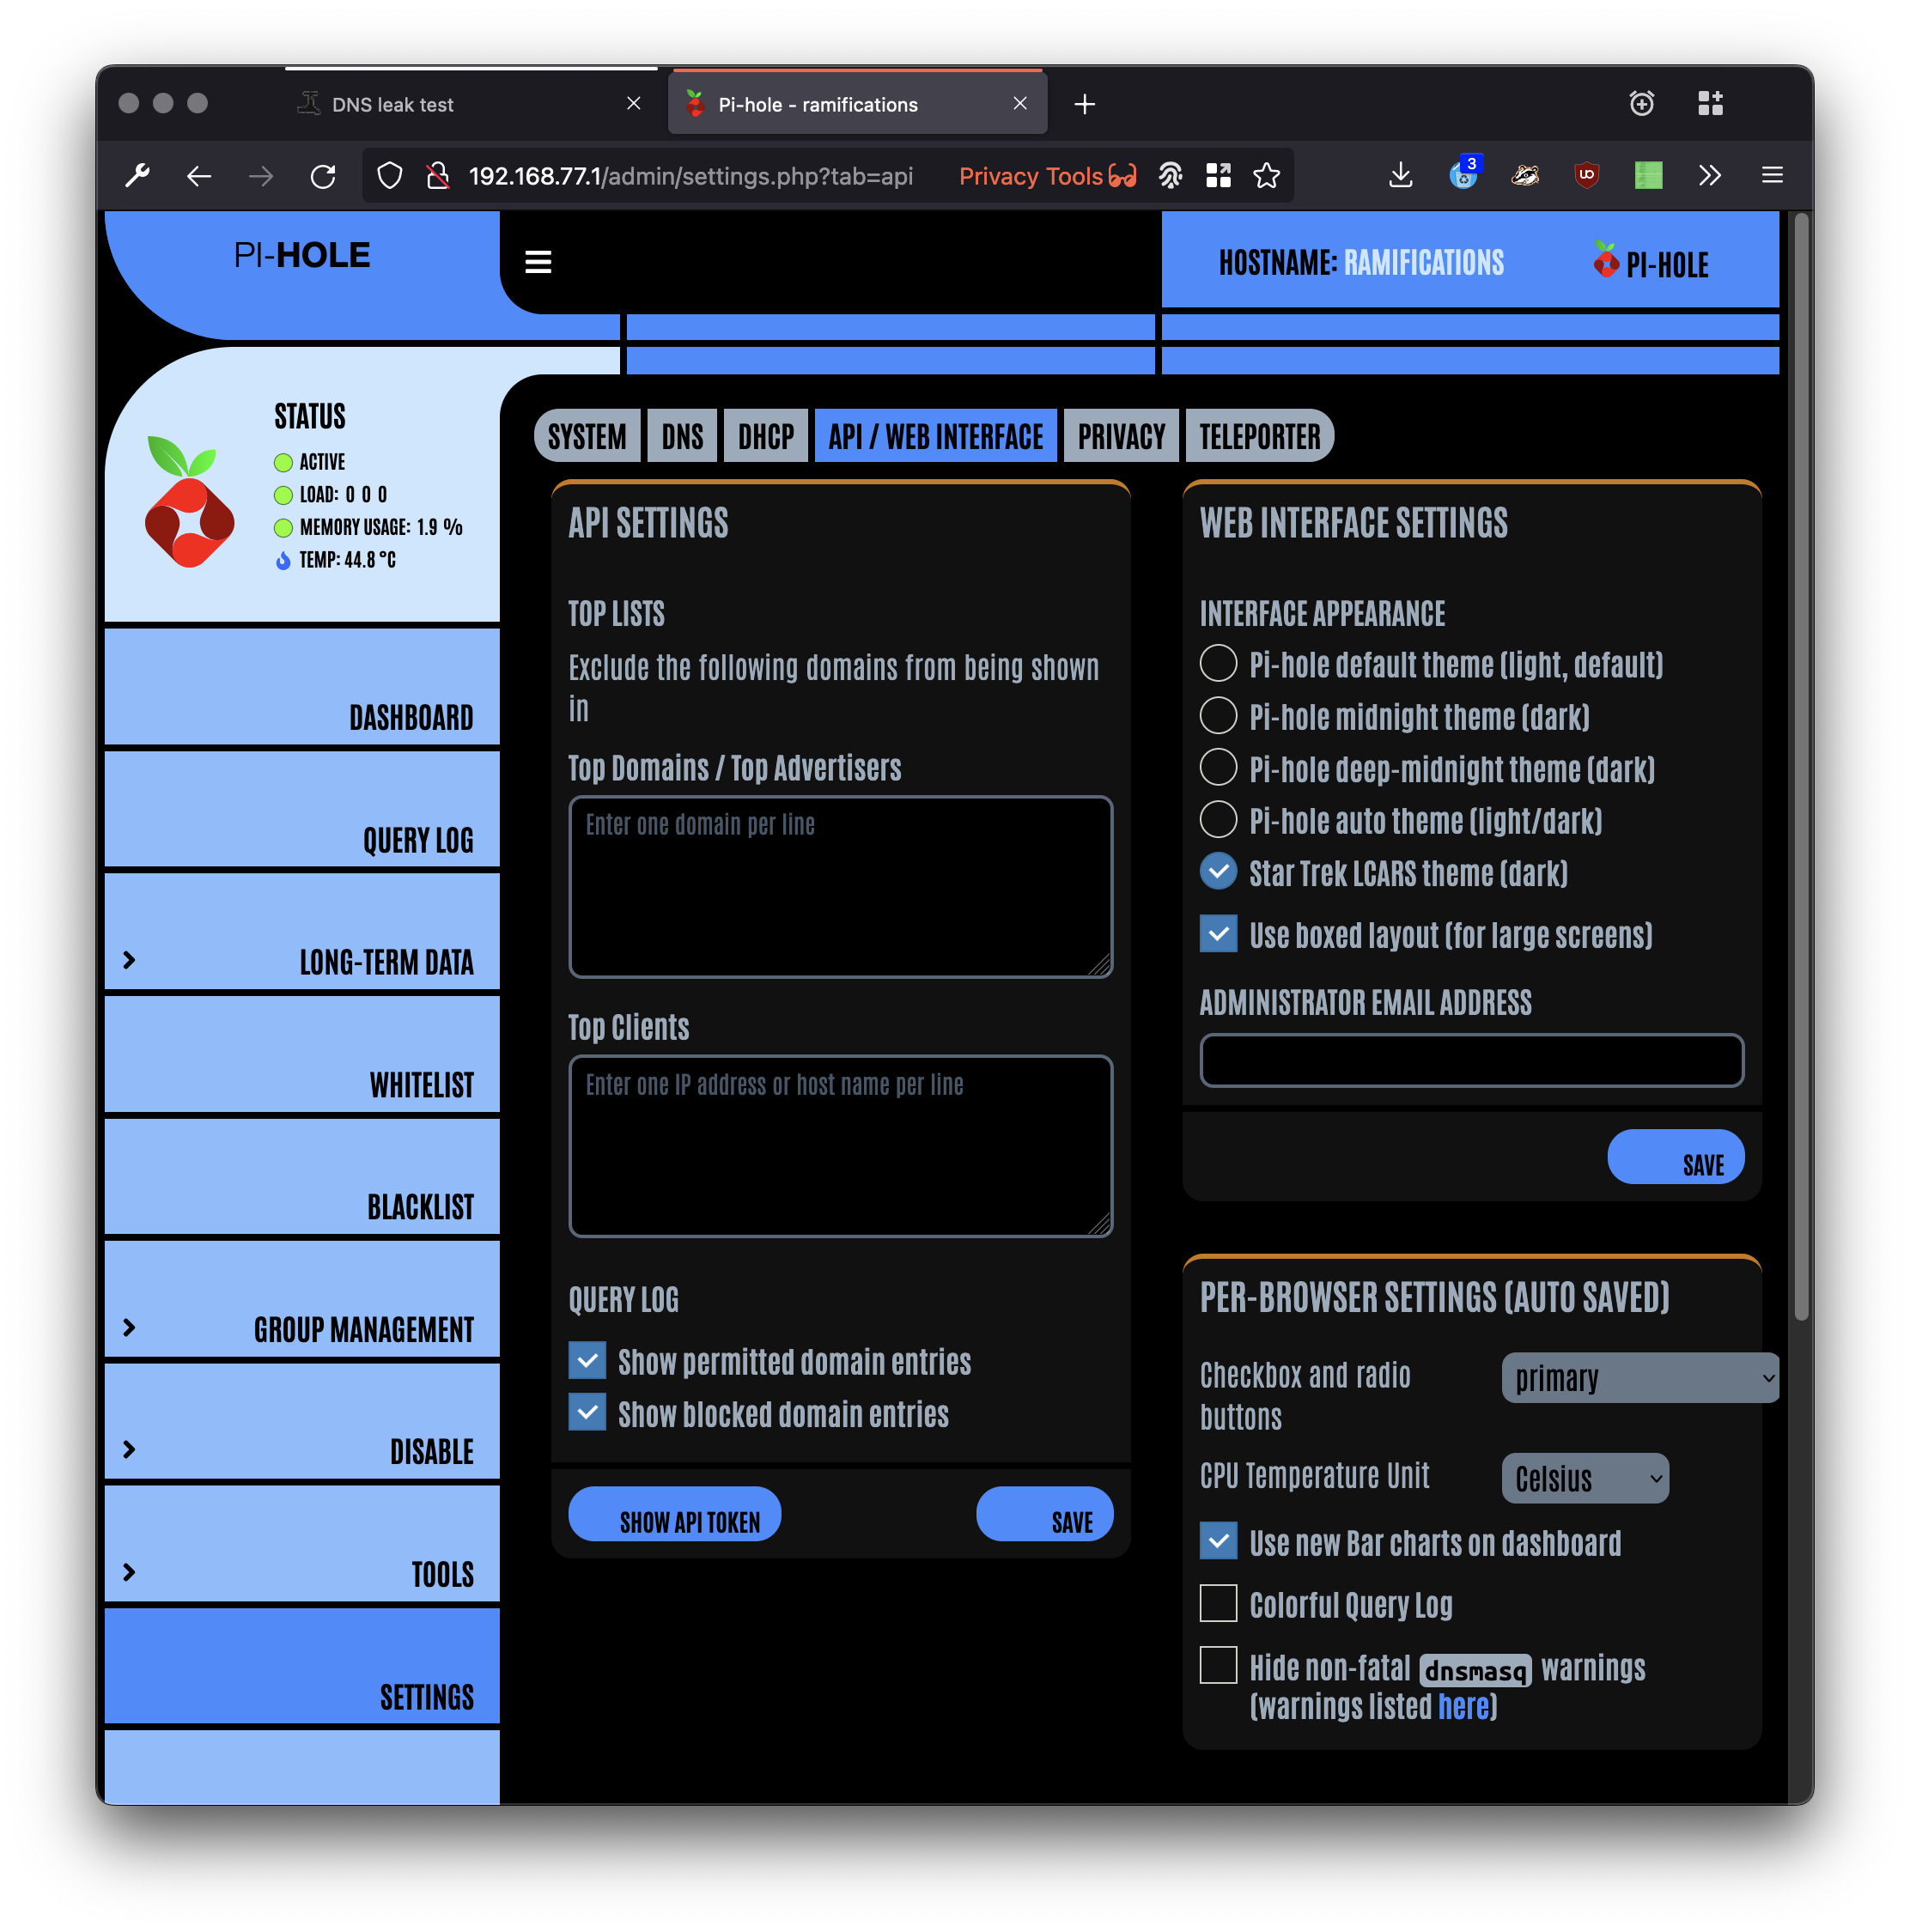 DNS leak test
Pi-hole - ramifications
192.168.77.1/admin/settings.php?tab=api
Privacy Tools
3
PI-HOLE
HOSTNAME: RAMIFICATIONS
PI-HOLE
STATUS
ACTIVE
LOAD: 0 0 0
MEMORY USAGE: 1.9 %
TEMP: 44.8 °C
DASHBOARD
QUERY LOG
LONG-TERM DATA
WHITELIST
BLACKLIST
GROUP MANAGEMENT
DISABLE
TOOLS
SETTINGS
SYSTEM
DNS
DHCP
API / WEB INTERFACE
PRIVACY
TELEPORTER
API SETTINGS
TOP LISTS
Exclude the following domains from being shown
in
Top Domains / Top Advertisers
Enter one domain per line
Top Clients
Enter one IP address or host name per line
QUERY LOG
Show permitted domain entries
Show blocked domain entries
SHOW API TOKEN
SAVE
WEB INTERFACE SETTINGS
INTERFACE APPEARANCE
Pi-hole default theme (light, default)
Pi-hole midnight theme (dark)
Pi-hole deep-midnight theme (dark)
Pi-hole auto theme (light/dark)
Star Trek LCARS theme (dark)
Use boxed layout (for large screens)
ADMINISTRATOR EMAIL ADDRESS
SAVE
PER-BROWSER SETTINGS (AUTO SAVED)
Checkbox and radio
buttons
primary
CPU Temperature Unit
Celsius
Use new Bar charts on dashboard
Colorful Query Log
Hide non-fatal dnsmasq warnings
(warnings listed here)